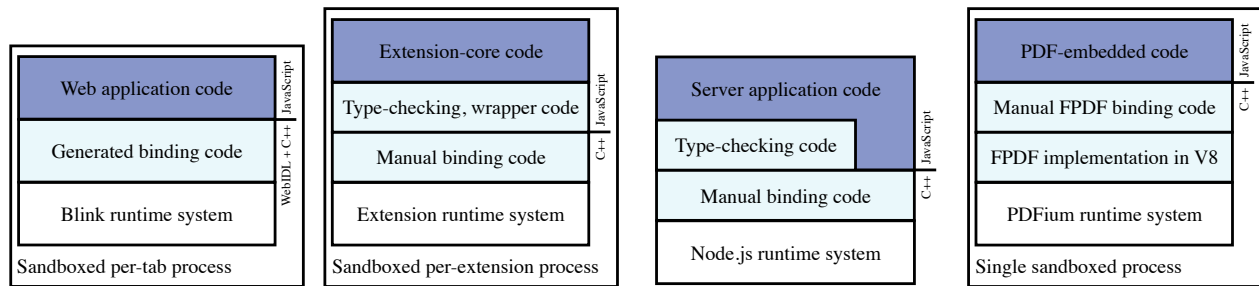 Web application code
Generated binding code
Blink runtime system
Sandboxed per-tab process
JavaScript
WebIDL + C++
Extension-core code
Type-checking, wrapper code
Manual binding code
Extension runtime system
Sandboxed per-extension process
JavaScript
C++
Server application code
Type-checking code
Manual binding code
Node.js runtime system
JavaScript
C++
PDF-embedded code
Manual FPDF binding code
FPDF implementation in V8
PDFium runtime system
Single sandboxed process
JavaScript
C++